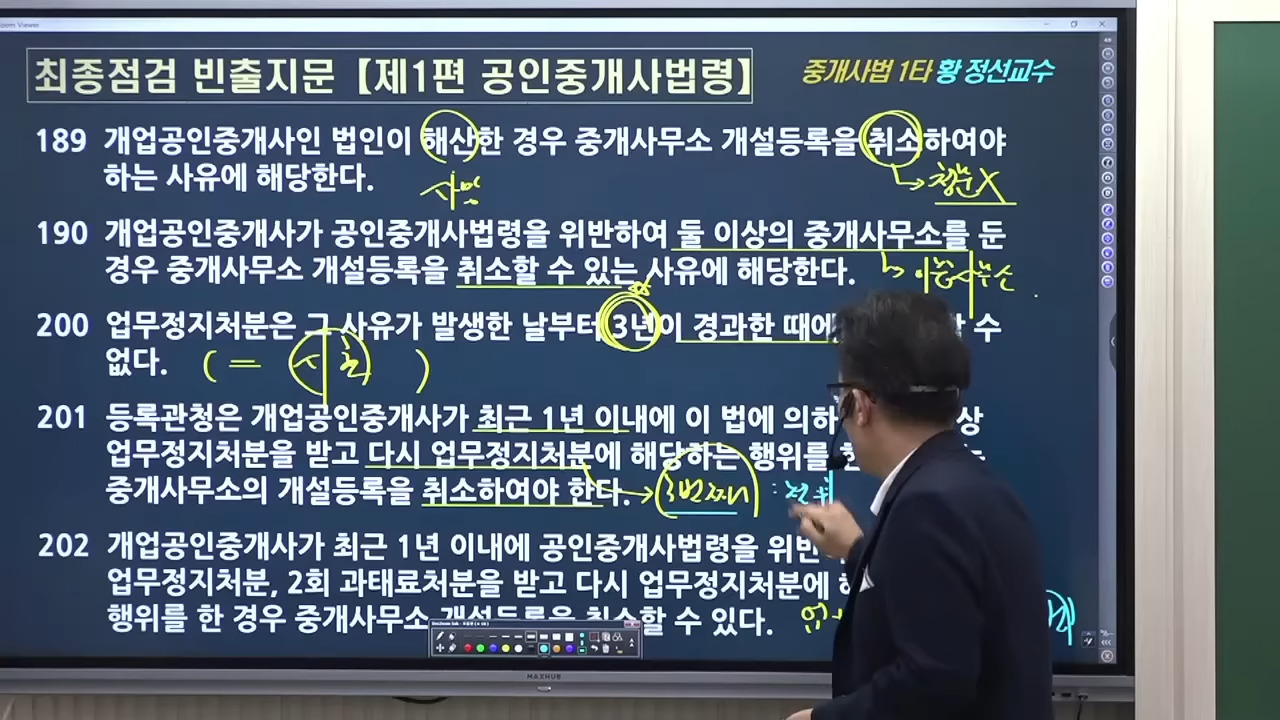 최종점검 빈출지문【제1편 공인중개사법령】
중개사법 1타 황 정선교수
189 개업공인중개사인 법인이 해산한 경우 중개사무소 개설등록을 취소하여야
하는 사유에 해당한다.
사망
청문X
190 개업공인중개사가 공인중개사법령을 위반하여 둘 이상의 중개사무소를 둔
경우 중개사무소 개설등록을 취소할 수 있는 사유에 해당한다.
200 업무정지처분은 그 사유가 발생한 날부터 3년이 경과한 때에 수
없다. ( = 시효 )
201 등록관청은 개업공인중개사가 최근 1년 이내에 이 법에 의하 상
업무정지처분을 받고 다시 업무정지처분에 해당하는 행위를 한
중개사무소의 개설등록을 취소하여야 한다. 3번째
202 개업공인중개사가 최근 1년 이내에 공인중개사법령을 위반
업무정지처분, 2회 과태료처분을 받고 다시 업무정지처분에
행위를 한 경우 중개사무소 개설등록을 취소할 수 있다.
MAXHUB